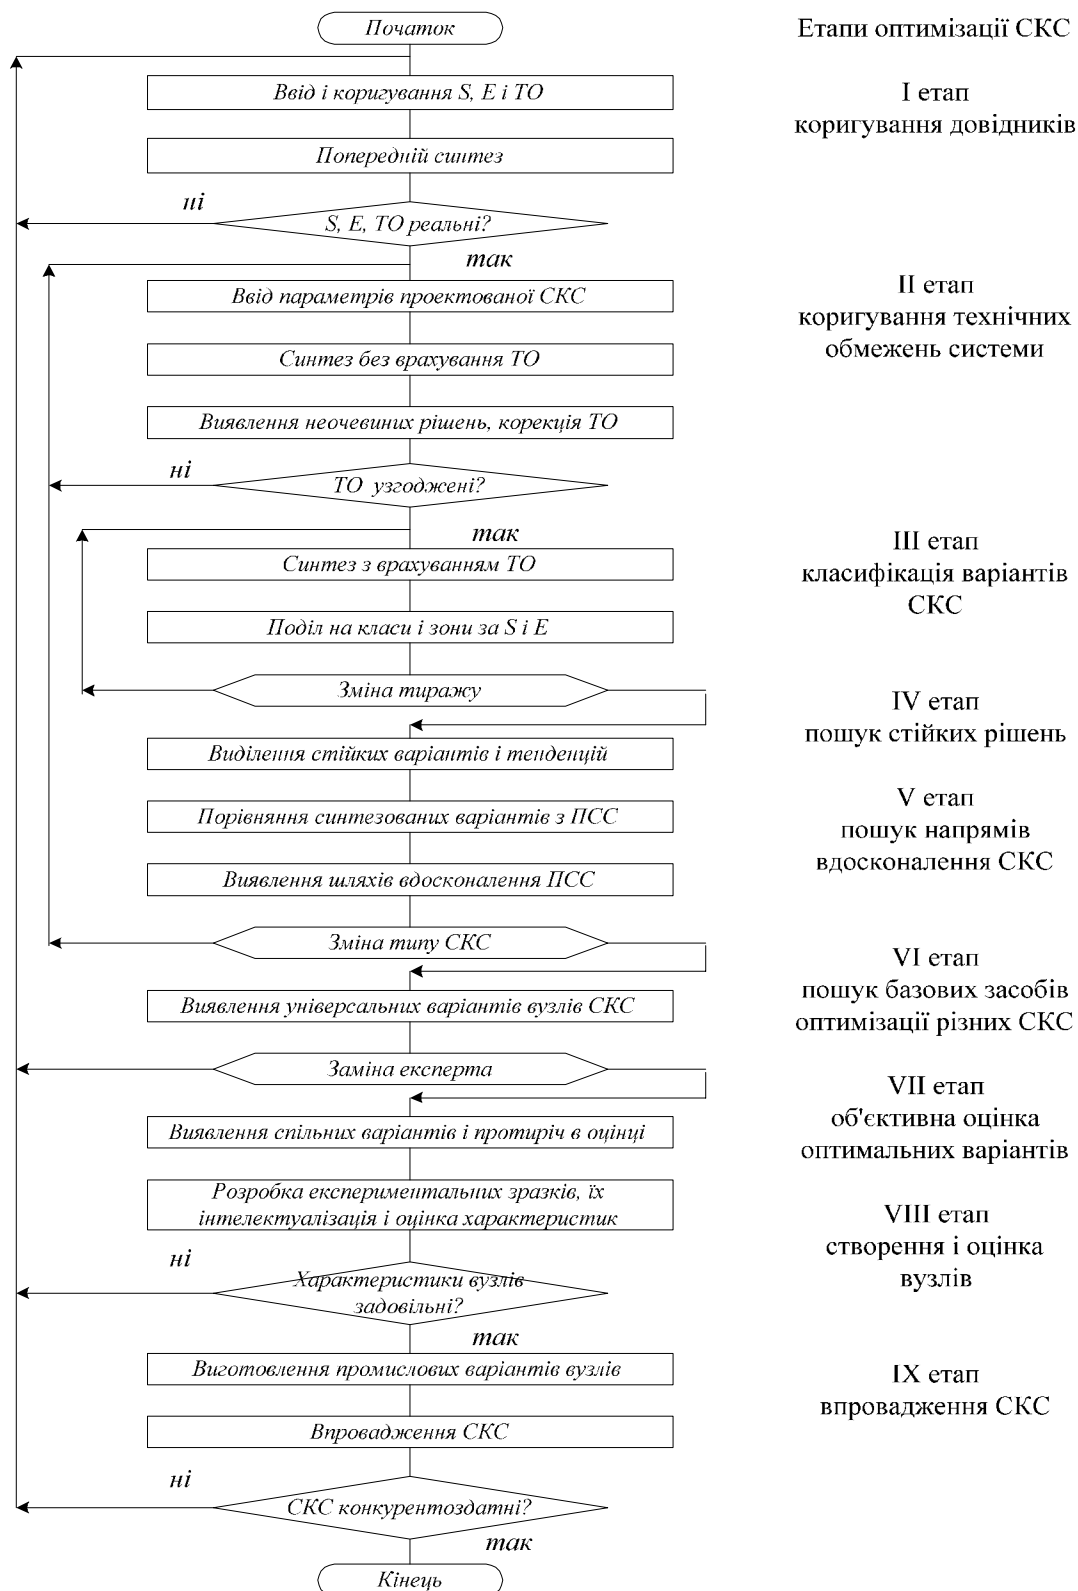 Початок
Етапи оптимізації СКС
Ввід і коригування S, E і ТО
І етап
коригування довідників
Попередній синтез
ні
S, E, ТО реальні?
так
Ввід параметрів проектованої СКС
ІІ етап
коригування технічних
обмежень системи
Синтез без врахування ТО
Виявлення неочевиних рішень, корекція ТО
ні
ТО узгоджені?
так
Синтез з врахуванням ТО
ІІІ етап
класифікація варіантів
СКС
Поділ на класи і зони за S і E
Зміна тиражу
IV етап
пошук стійких рішень
Виділення стійких варіантів і тенденцій
Порівняння синтезованих варіантів з ПСС
V етап
пошук напрямів
вдосконалення СКС
Виявлення шляхів вдосконалення ПСС
Зміна типу СКС
VI етап
пошук базових засобів
оптимізації різних СКС
Виявлення універсальних варіантів вузлів СКС
Заміна експерта
VII етап
об'єктивна оцінка
оптимальних варіантів
Виявлення спільних варіантів і протиріч в оцінці
Розробка експериментальних зразків, їх
інтелектуалізація і оцінка характеристик
VIII етап
створення і оцінка
вузлів
ні
Характеристики вузлів
задовільні?
так
Виготовлення промислових варіантів вузлів
IX етап
впровадження СКС
Впровадження СКС
ні
СКС конкурентоздатні?
так
Кінець